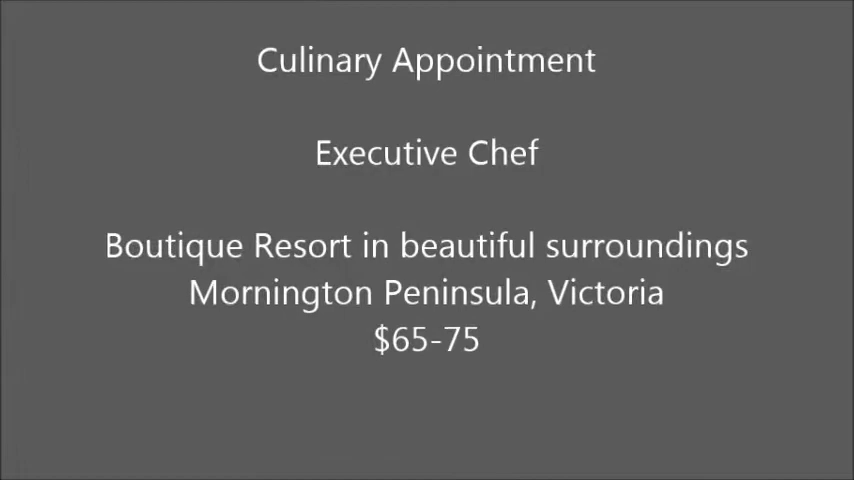 Culinary Appointment
Executive Chef
Boutique Resort in beautiful surroundings
Mornington Peninsula, Victoria
$65-75